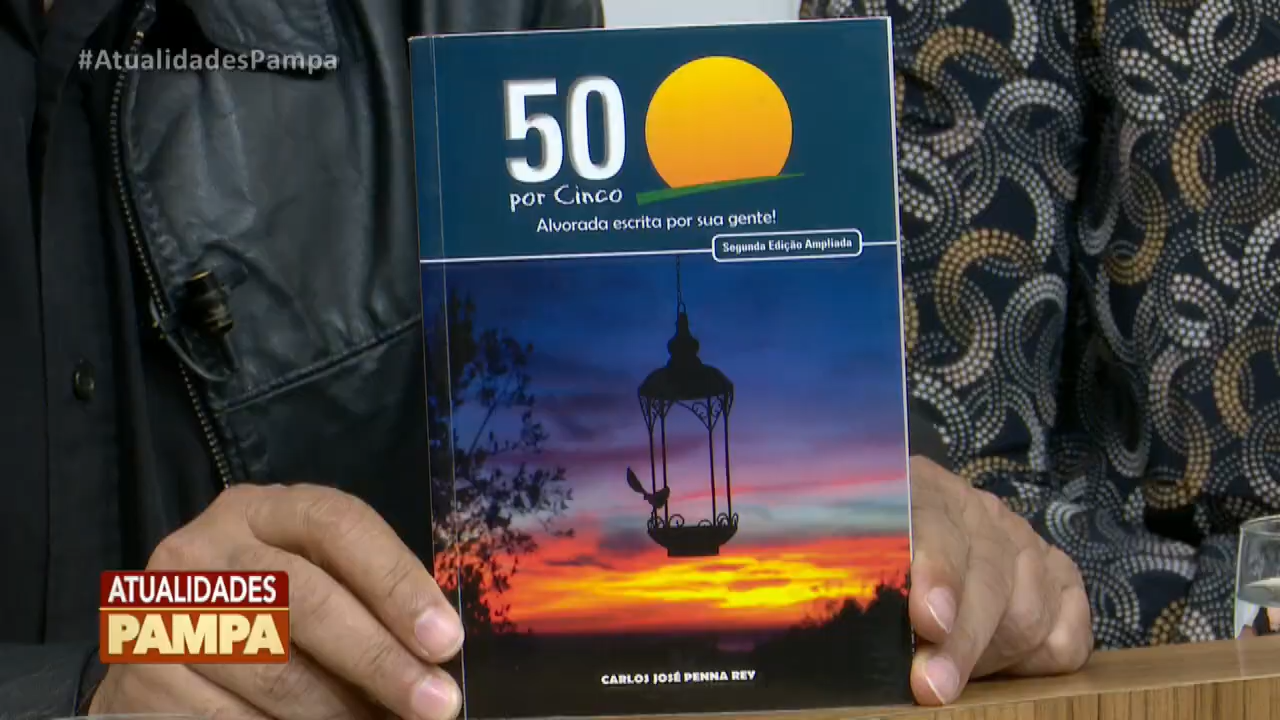 #AtualidadesPampa
50
por Cinco
Alvorada escrita por sua gente!
Segunda Edição Ampliada
CARLOS JOSÉ PENNA REY
ATUALIDADES
PAMPA